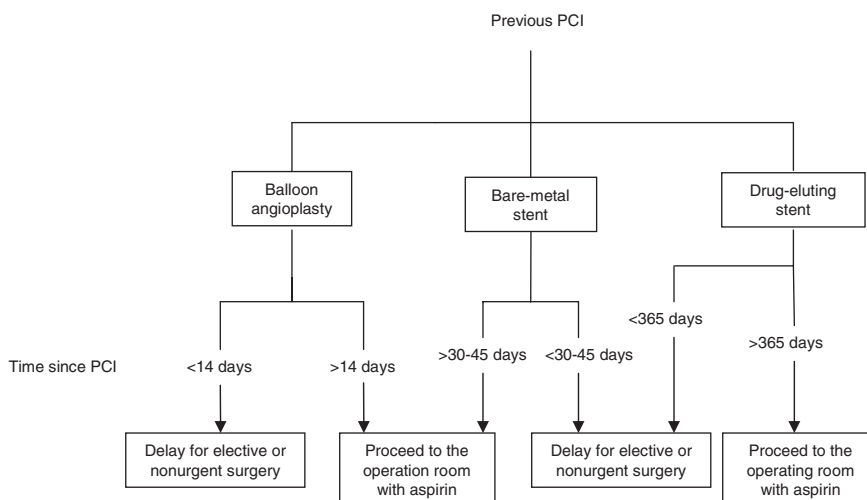 Previous PCI
Balloon
angioplasty
Bare-metal
stent
Drug-eluting
stent
Time since PCI
<14 days
>14 days
>30-45 days
<30-45 days
<365 days
>365 days
Delay for elective or
nonurgent surgery
Proceed to the
operation room
with aspirin
Delay for elective or
nonurgent surgery
Proceed to the
operating room
with aspirin